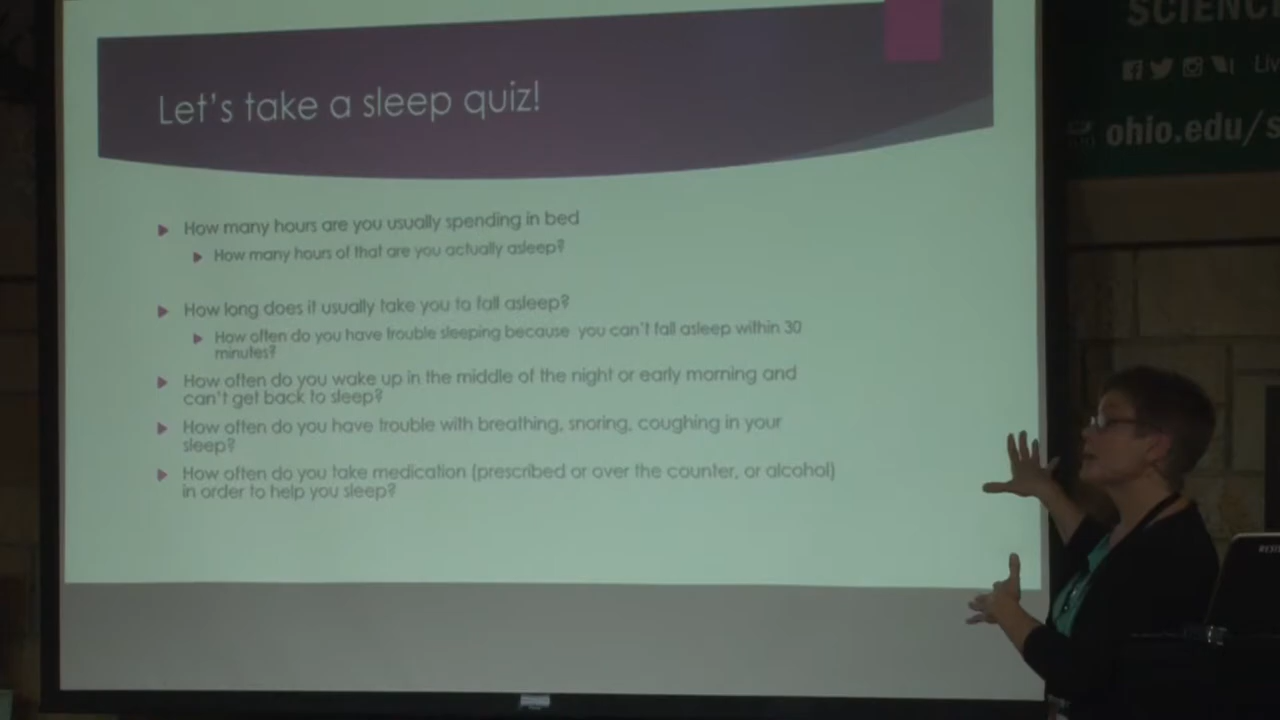 SCIENC
Liv
ohio.edu/s
Let's take a sleep quiz!
How many hours are you usually spending in bed
How many hours of that are you actually asleep?
How long does it usually take you to fall asleep?
How often do you have trouble sleeping because you can't fall asleep within 30
minutes?
How often do you wake up in the middle of the night or early morning and
can't get back to sleep?
How often do you have trouble with breathing, snoring, coughing in your
sleep?
How often do you take medication (prescribed or over the counter, or alcohol)
in order to help you sleep?